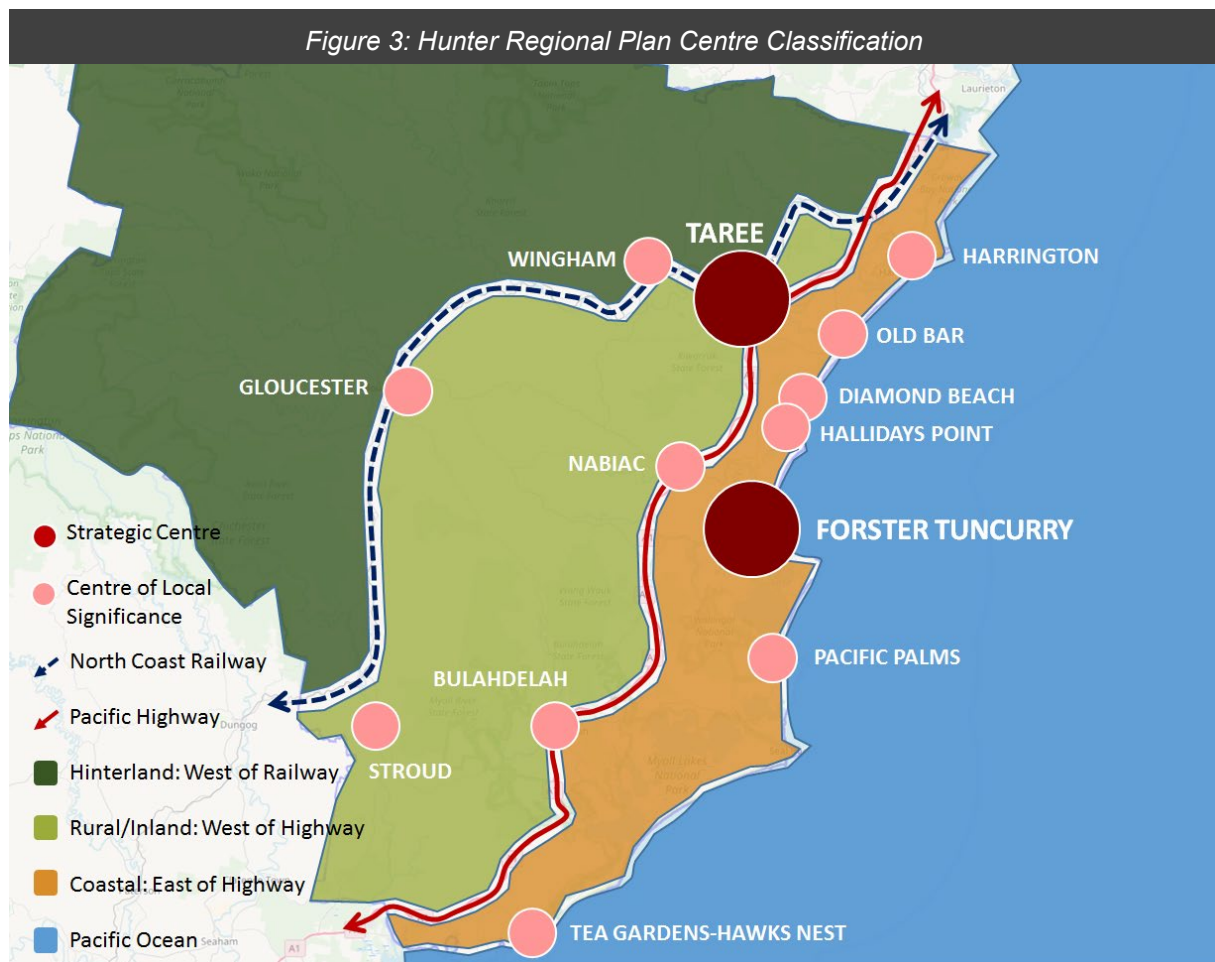 Figure 3: Hunter Regional Plan Centre Classification
Laurieton
TAREE
WINGHAM
HARRINGTON
OLD BAR
GLOUCESTER
DIAMOND BEACH
HALLIDAYS POINT
NABIAC
FORSTER TUNCURRY
PACIFIC PALMS
BULAHDELAH
STROUD
TEA GARDENS-HAWKS NEST
Strategic Centre
Centre of Local
Significance
North Coast Railway
Pacific Highway
Dungog
Hinterland: West of Railway
Rural/Inland: West of Highway
Coastal: East of Highway
Pacific Ocean
Seaham
A1